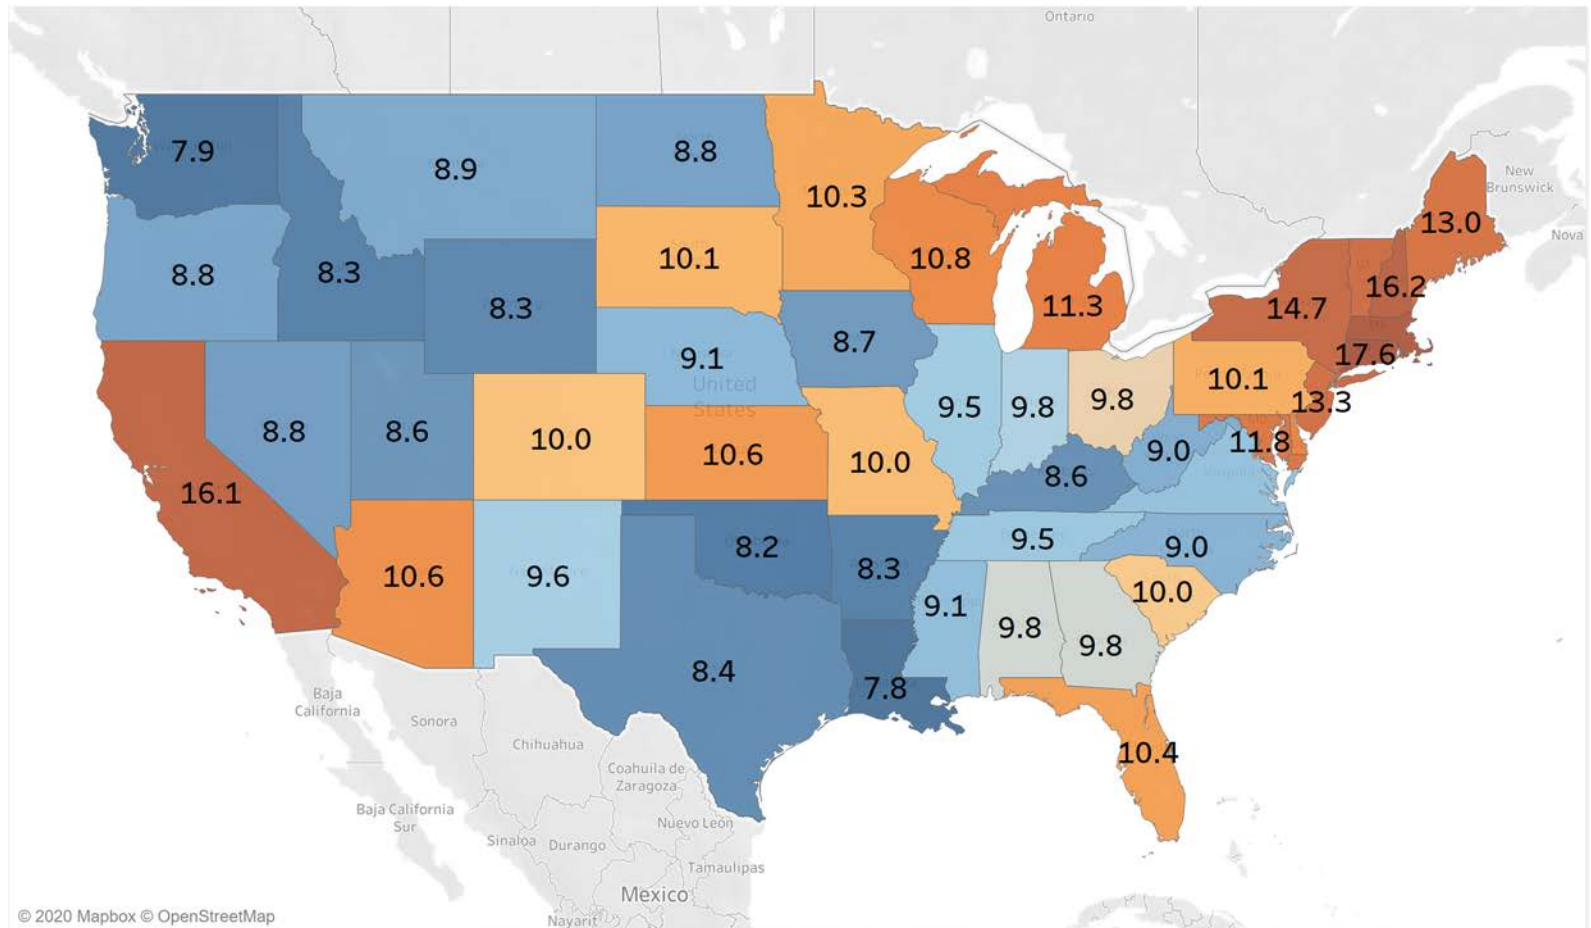 Ontario
New
Brunswick
Nova
7.9
8.9
8.8
10.3
13.0
8.8
8.3
8.3
10.1
10.8
11.3
14.7
16.2
17.6
8.7
9.1
United
States
9.5
9.8
9.8
10.1
13.3
16.1
8.8
8.6
10.0
10.6
10.0
8.6
9.0
11.8
10.6
9.6
8.2
8.3
9.5
9.0
9.1
9.8
9.8
10.0
8.4
7.8
10.4
Baja
California
Sonora
Chihuahua
Coahuila de
Zaragoza
Baja California
Sur
Sinaloa
Durango
Nuevo León
Tamaulipas
Mexico
Nayarit
© 2020 Mapbox © OpenStreetMap